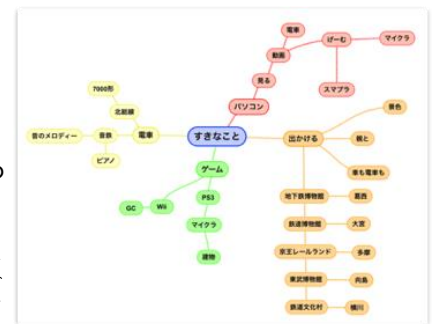 電車
動画
げーむ
マイクラ
スマブラ
見る
パソコン
すきなこと
7000形
北総線
電車
音鉄
昔のメロディー
ピアノ
ゲーム
Wii
GC
PS3
マイクラ
建物
出かける
景色
親と
車も電車も
地下鉄博物館
葛西
鉄道博物館
大宮
京王レールランド
多摩
東武博物館
向島
鉄道文化村
横川
の